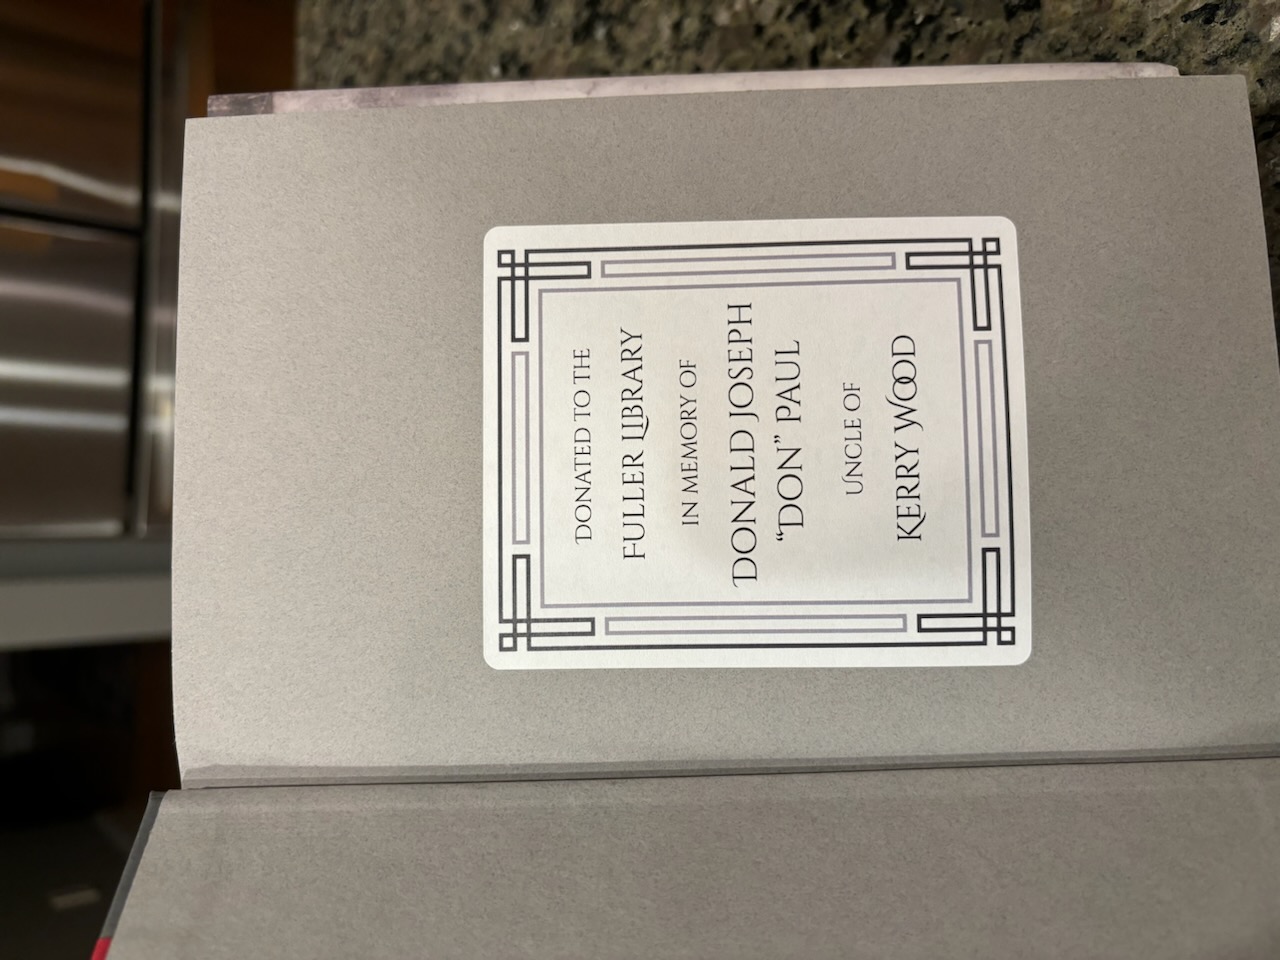 DONATED TO THE
FULLER LIBRARY
IN MEMORY OF
DONALD JOSEPH
“DON” PAUL
UNCLE OF
KERRY WOOD